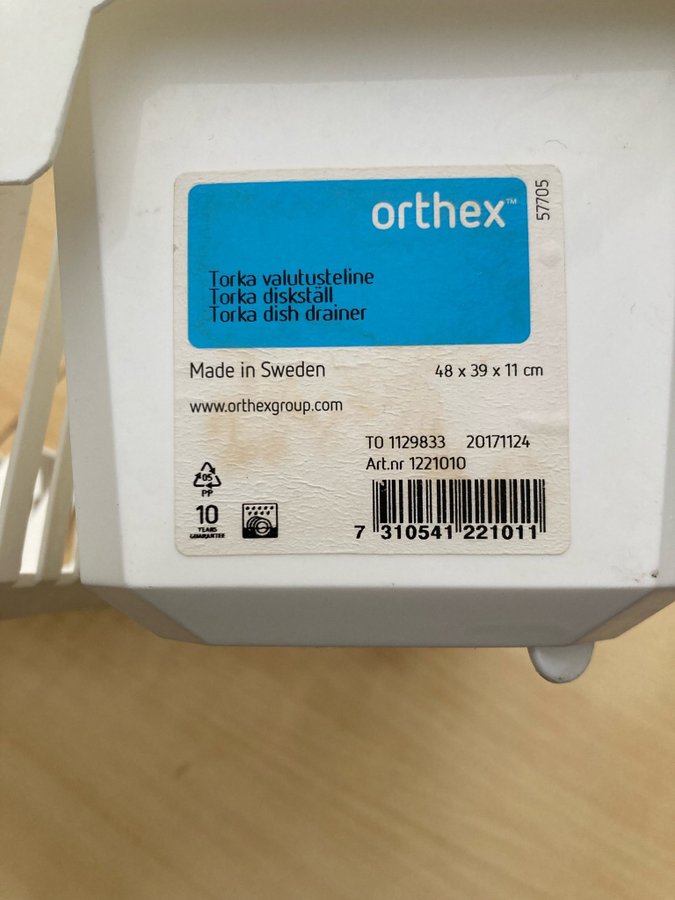 orthex™
57705
Torka valutusteline
Torka diskställ
Torka dish drainer
Made in Sweden
48 x 39 x 11 cm
www.orthexgroup.com
TO 1129833 20171124
Art.nr 1221010
05
PP
10
YEARS
GUARANTEE
7 310541 221011